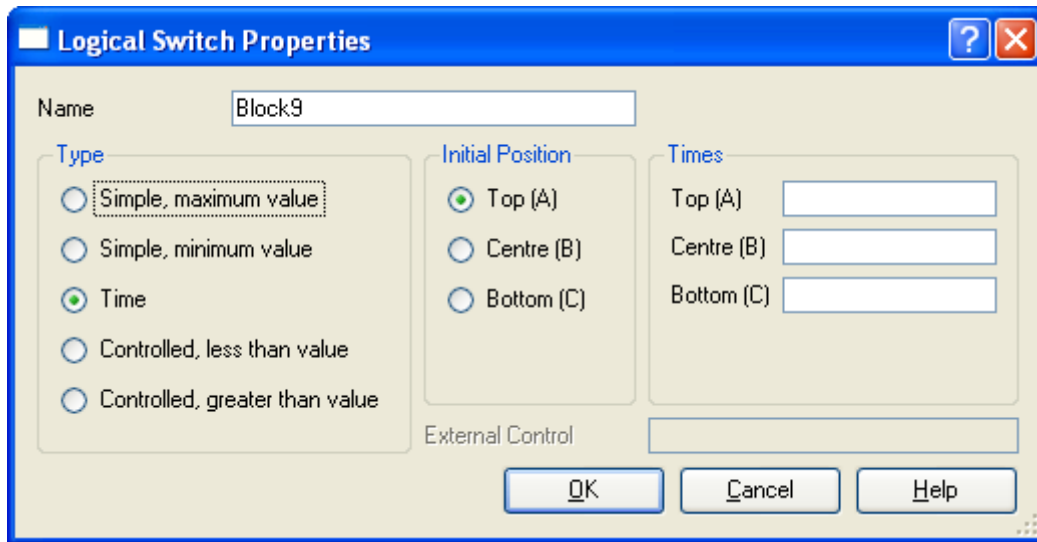 Logical Switch Properties
Name Block9
Type
Simple, maximum value
Simple, minimum value
Time
Controlled, less than value
Controlled, greater than value
Initial Position
Top (A)
Centre (B)
Bottom (C)
Times
Top (A)
Centre (B)
Bottom (C)
External Control
OK Cancel Help